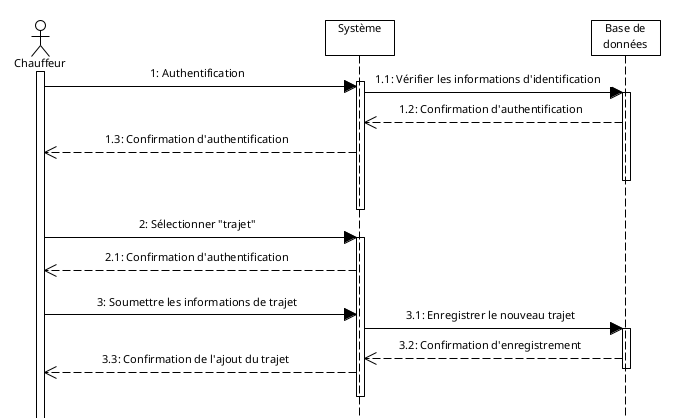 Système
Base de
données
Chauffeur
1: Authentification
1.1: Vérifier les informations d'identification
1.2: Confirmation d'authentification
1.3: Confirmation d'authentification
2: Sélectionner "trajet"
2.1: Confirmation d'authentification
3: Soumettre les informations de trajet
3.1: Enregistrer le nouveau trajet
3.2: Confirmation d'enregistrement
3.3: Confirmation de l'ajout du trajet